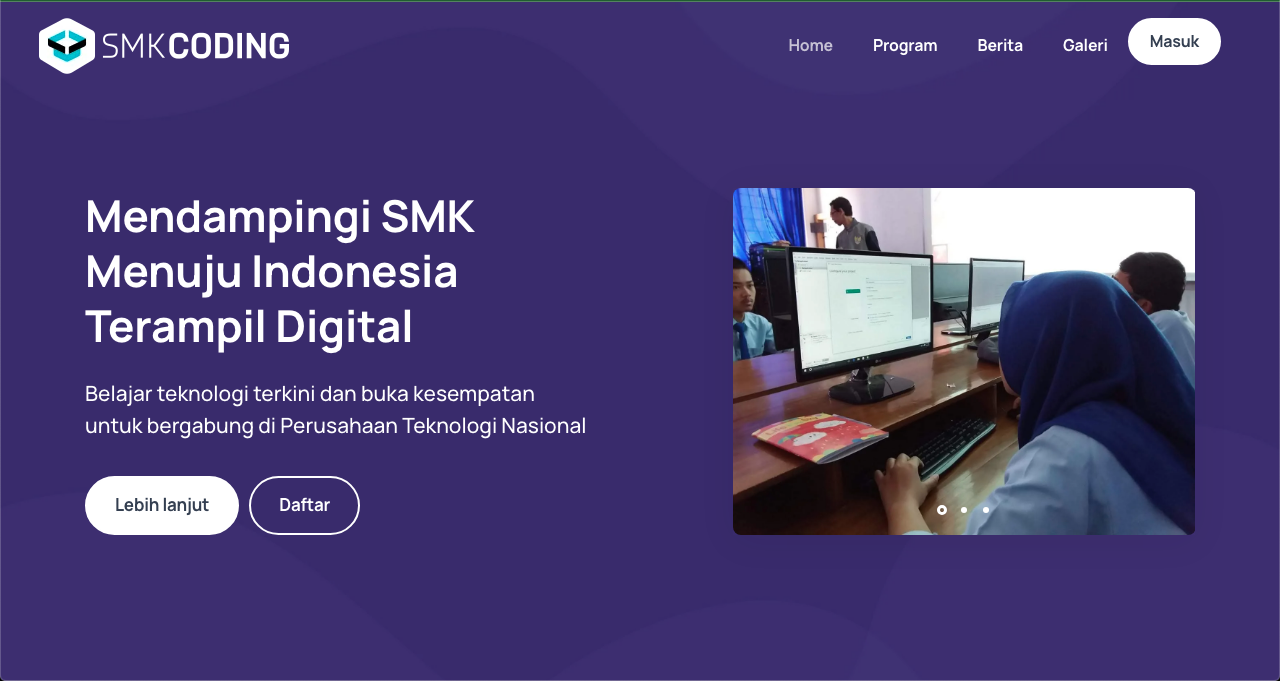 SMKCODING
Home
Program
Berita
Galeri
Masuk
Mendampingi SMK
Menuju Indonesia
Terampil Digital
Belajar teknologi terkini dan buka kesempatan
untuk bergabung di Perusahaan Teknologi Nasional
Lebih lanjut
Daftar